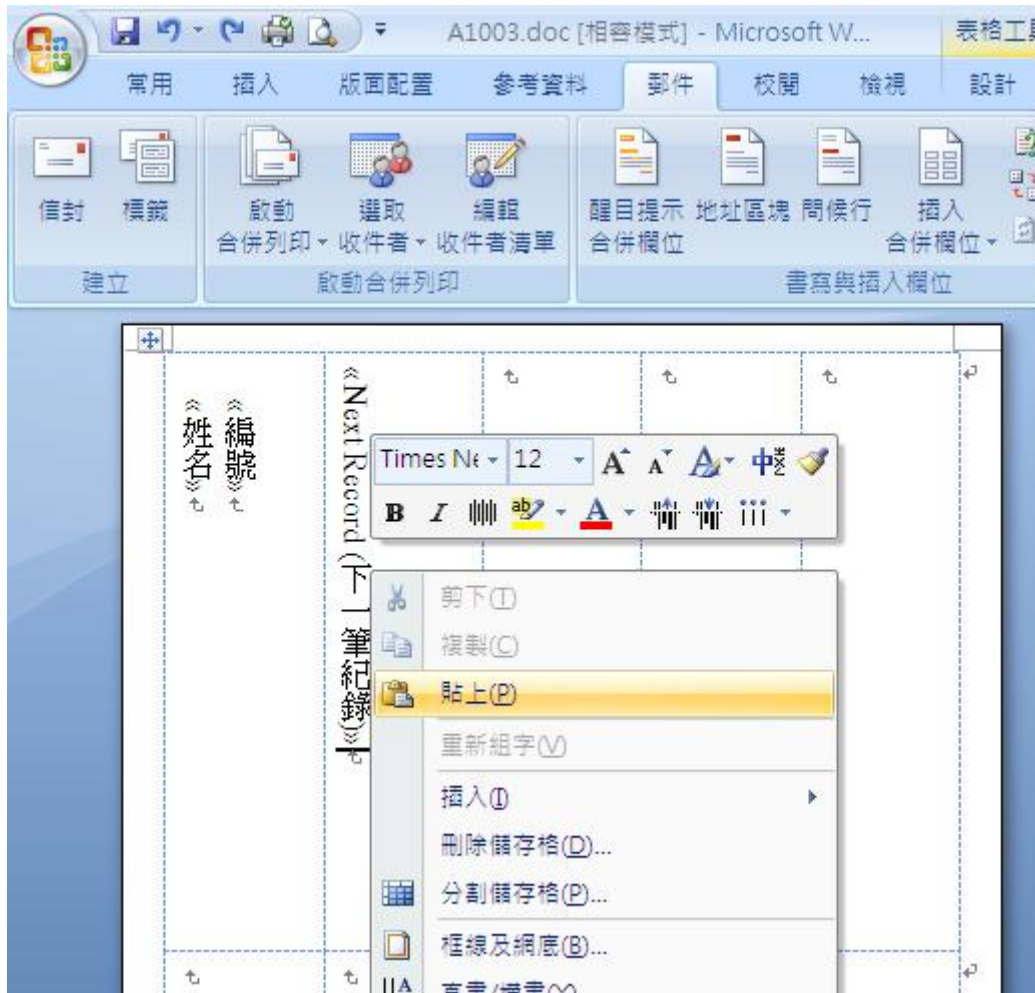 A1003.doc [相容模式] - Microsoft W...
表格工具
常用 插入 版面配置 參考資料 郵件 校閱 檢視 設計
信封 標籤 啟動 合併列印 選取 收件者 編輯 收件者清單 醒目提示 合併欄位 地址區塊 問候行 插入 合併欄位
建立 啟動合併列印 書寫與插入欄位
«編號»
«姓名»
«Next Record (下一筆紀錄)»
Times Ne 12
剪下(T)
複製(C)
貼上(P)
重新組字(V)
插入(I)
刪除儲存格(D)...
分割儲存格(P)...
框線及網底(B)...